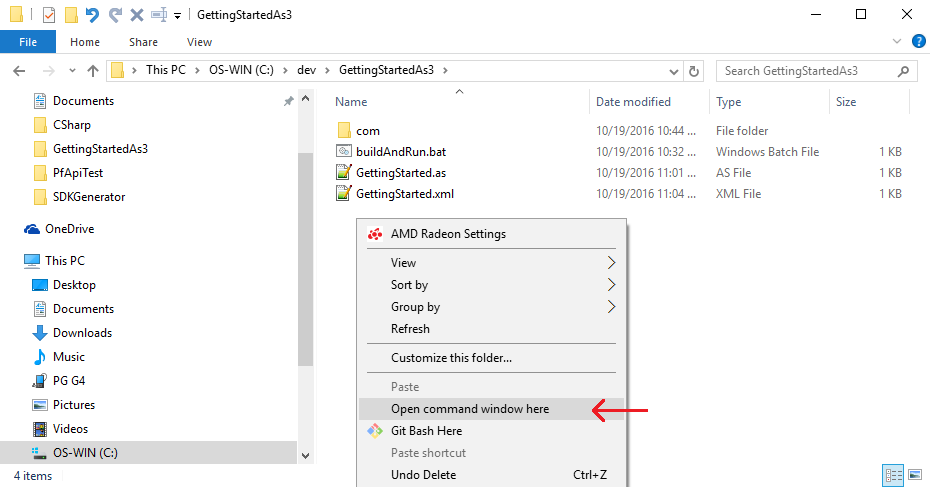 GettingStartedAs3
File Home Share View
This PC OS-WIN (C:) dev GettingStartedAs3
Search GettingStartedAs3
Documents
CSharp
GettingStartedAs3
PfApiTest
SDKGenerator
OneDrive
This PC
Desktop
Documents
Downloads
Music
PG G4
Pictures
Videos
OS-WIN (C:)
Name Date modified Type Size
com 10/19/2016 10:44 ... File folder
buildAndRun.bat 10/19/2016 10:32 ... Windows Batch File 1 KB
GettingStarted.as 10/19/2016 11:01 ... AS File 1 KB
GettingStarted.xml 10/19/2016 11:04 ... XML File 1 KB
AMD Radeon Settings
View
Sort by
Group by
Refresh
Customize this folder...
Paste
Open command window here
Git Bash Here
Paste shortcut
Undo Delete Ctrl+Z
4 items